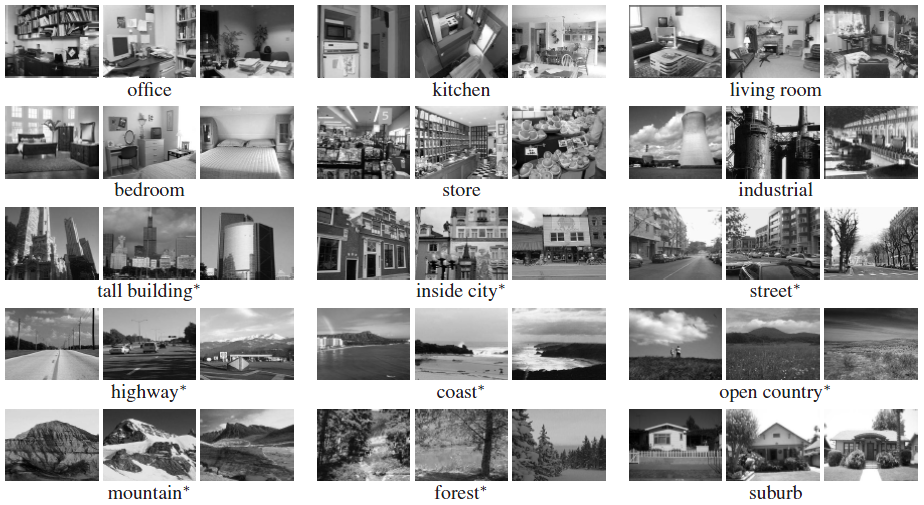 office kitchen living room
bedroom store industrial
tall building* inside city* street*
highway* coast* open country*
mountain* forest* suburb